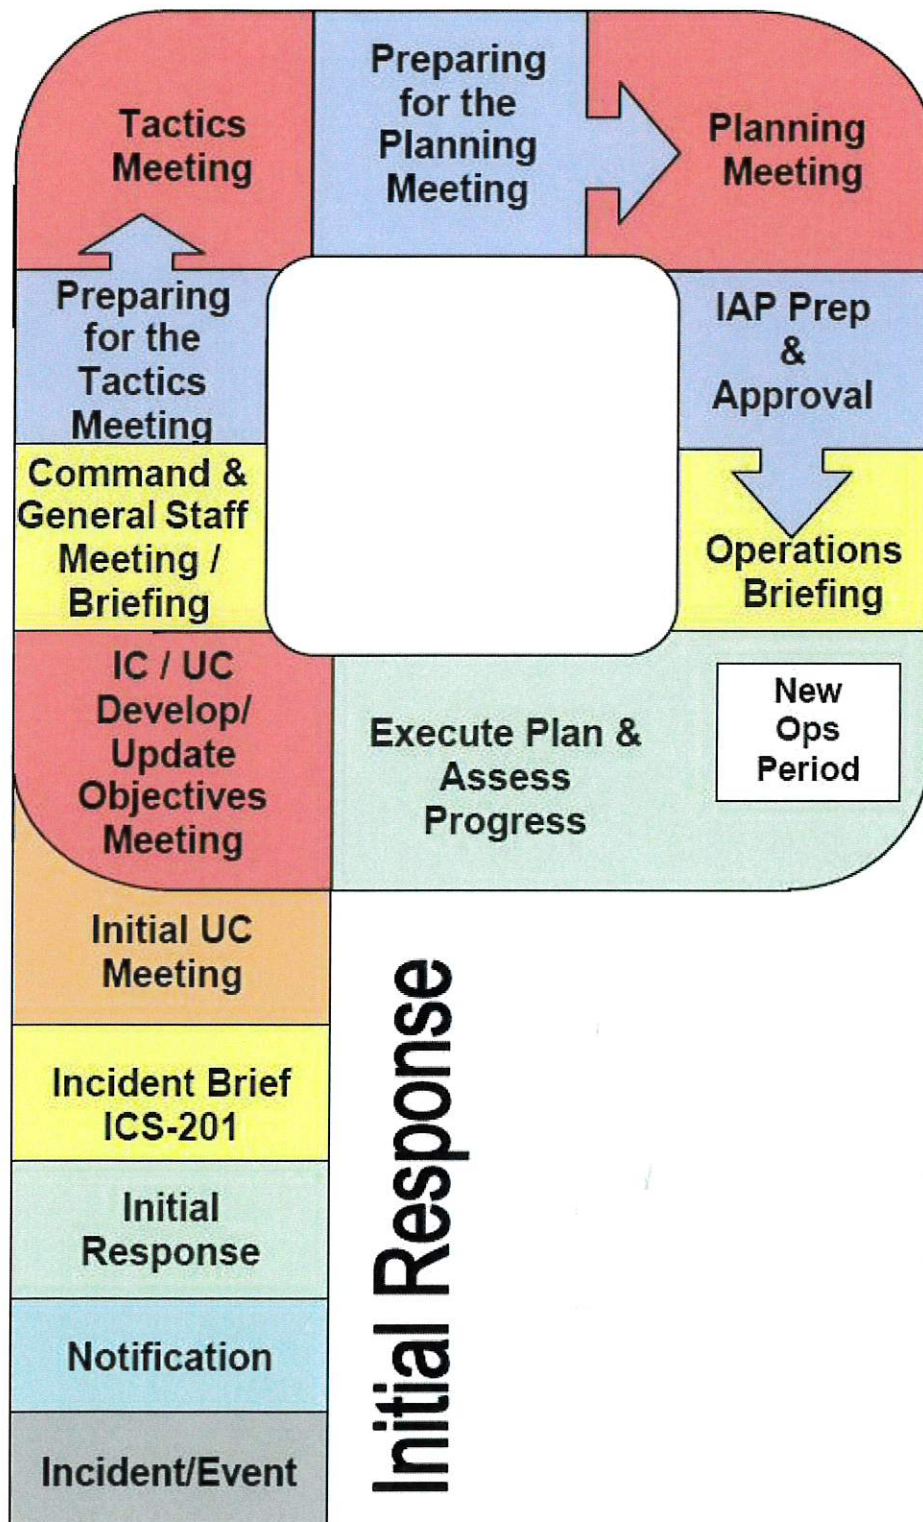 Tactics
Meeting
Preparing
for the
Planning
Meeting
Planning
Meeting
Preparing
for the
Tactics
Meeting
IAP Prep
&
Approval
Command &
General Staff
Meeting /
Briefing
Operations
Briefing
IC / UC
Develop/
Update
Objectives
Meeting
Execute Plan &
Assess
Progress
New
Ops
Period
Initial UC
Meeting
Incident Brief
ICS-201
Initial
Response
Notification
Incident/Event
Initial Response